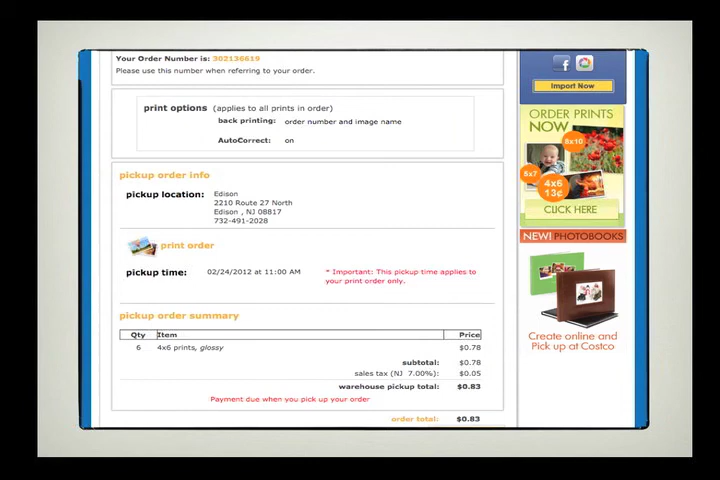 Your Order Number is: 302136619
Please use this number when referring to your order.
print options (applies to all prints in order)
back printing: order number and image name
AutoCorrect: on
pickup order info
pickup location: Edison
2210 Route 27 North
Edison , NJ 08817
732-491-2028
print order
pickup time: 02/24/2012 at 11:00 AM
* Important: This pickup time applies to
your print order only.
pickup order summary
Qty Item Price
6 4x6 prints, glossy $0.78
subtotal: $0.78
sales tax (NJ 7.00%): $0.05
warehouse pickup total: $0.83
Payment due when you pick up your order
order total: $0.83
f
Import Now
ORDER PRINTS
NOW
8x10
5x7
4x6
13¢
CLICK HERE
NEW! PHOTOBOOKS
Create online and
Pick up at Costco